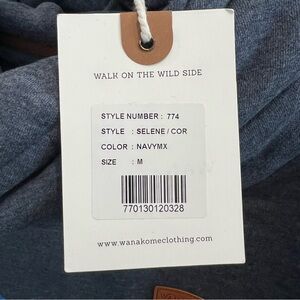 WALK ON THE WILD SIDE
STYLE NUMBER : 774
STYLE : SELENE / COR
COLOR : NAVYMX
SIZE : M
770130120328
www.wanakomeclothing.com